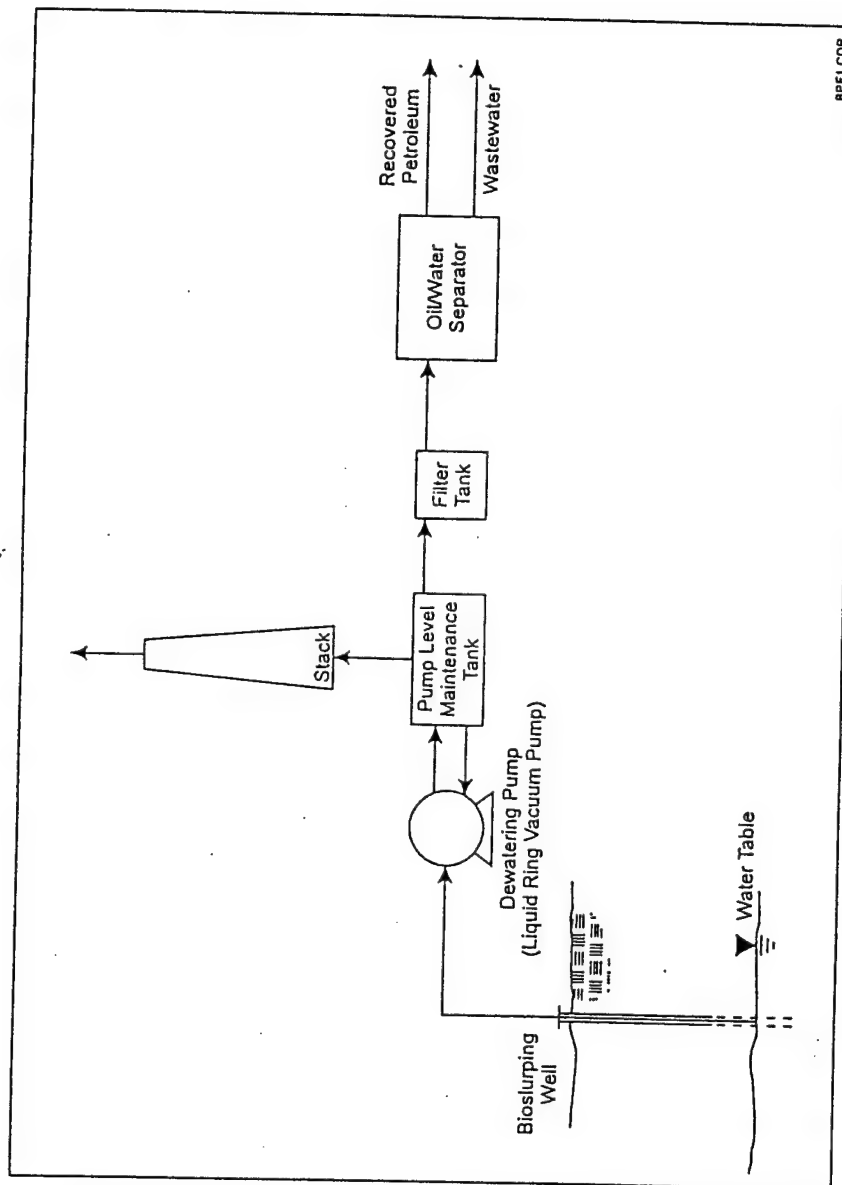 Recovered
Petroleum
Wastewater
Oil/Water
Separator
Filter
Tank
Stack
Pump Level
Maintenance
Tank
Dewatering Pump
(Liquid Ring Vacuum Pump)
Bioslurping
Well
Water Table